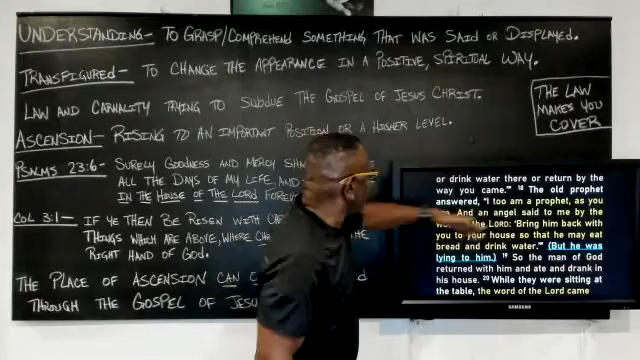 UNDERSTANDING- TO GRASP/COMPREHEND SOMETHING THAT WAS SAID OR DISPLAYED.
TRANSFIGURED- TO CHANGE THE APPEARANCE IN A POSITIVE, SPIRITUAL WAY.
LAW AND CARNALITY TRYING TO SUBDUE THE GOSPEL OF JESUS CHRIST.
ASCENSION- RISING TO AN IMPORTANT POSITION OR A HIGHER LEVEL.
PSALMS 23:6- SURELY GOODNESS AND MERCY
ALL THE DAYS OF MY LIFE, AND
IN THE HOUSE OF THE LORD
COL 3:1- IF YE THEN BE RISEN WITH
THINGS WHICH ARE ABOVE, WHERE THE
RIGHT HAND OF GOD.
THE PLACE OF ASCENSION CAN
THROUGH THE GOSPEL OF
THE LAW
MAKES YOU
COVER
or drink water there or return by the
way you came.'" 18 The old prophet
answered, "I too am a prophet, as you
And an angel said to me by the
the LORD: 'Bring him back with
you to your house so that he may eat
bread and drink water.'" (But he was
lying to him.) 19 So the man of God
returned with him and ate and drank in
his house. 20 While they were sitting at
the table, the word of the Lord came
SAMSUNG